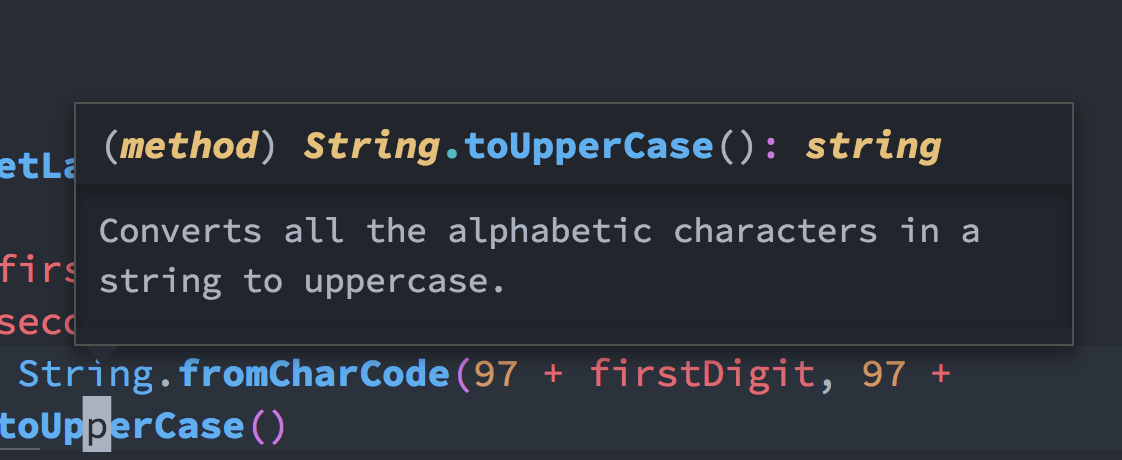 (method) String.toUpperCase(): string
etLa
Converts all the alphabetic characters in a
string to uppercase.
firs
seco
String.fromCharCode(97 + firstDigit, 97 +
toUpperCase()